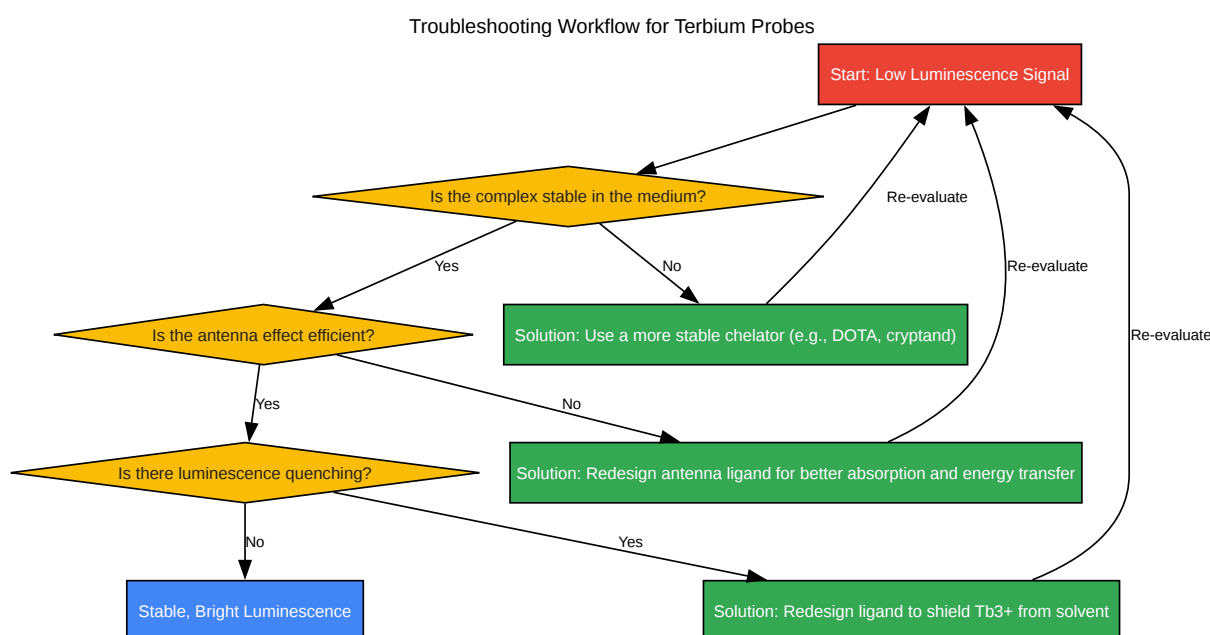 Troubleshooting Workflow for Terbium Probes
Start: Low Luminescence Signal
Is the complex stable in the medium?
Re-evaluate
Yes
No
Re-evaluate
Is the antenna effect efficient?
Solution: Use a more stable chelator (e.g., DOTA, cryptand)
Re-evaluate
Yes
No
Is there luminescence quenching?
Solution: Redesign antenna ligand for better absorption and energy transfer
No
Yes
Stable, Bright Luminescence
Solution: Redesign ligand to shield Tb3+ from solvent